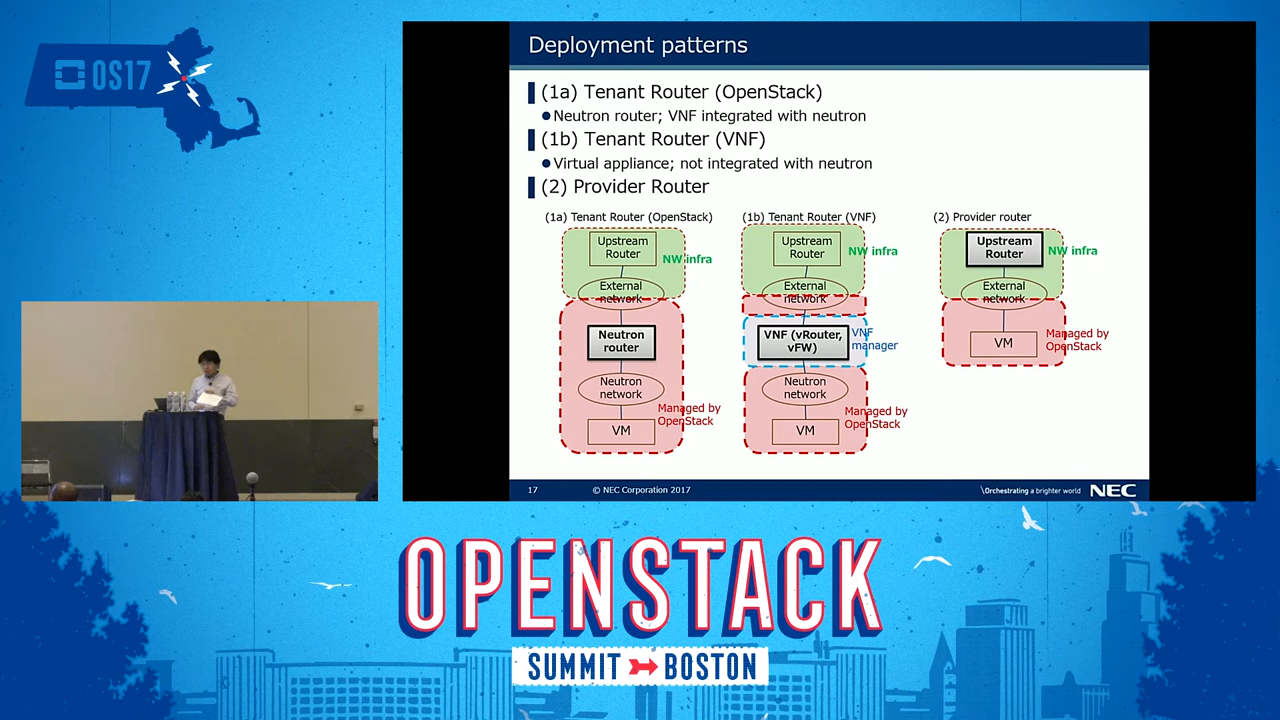 OS17
Deployment patterns
(1a) Tenant Router (OpenStack)
●Neutron router; VNF integrated with neutron
(1b) Tenant Router (VNF)
●Virtual appliance; not integrated with neutron
(2) Provider Router
(1a) Tenant Router (OpenStack)
Upstream
Router
NW infra
External
network
Neutron
router
Neutron
network
Managed by
OpenStack
VM
(1b) Tenant Router (VNF)
Upstream
Router
NW infra
External
network
VNF (vRouter,
vFW)
VNF
manager
Neutron
network
Managed by
OpenStack
VM
(2) Provider router
Upstream
Router
NW infra
External
network
VM
Managed by
OpenStack
17
© NEC Corporation 2017
\Orchestrating a brighter world
NEC
OPENSTACK
SUMMIT BOSTON